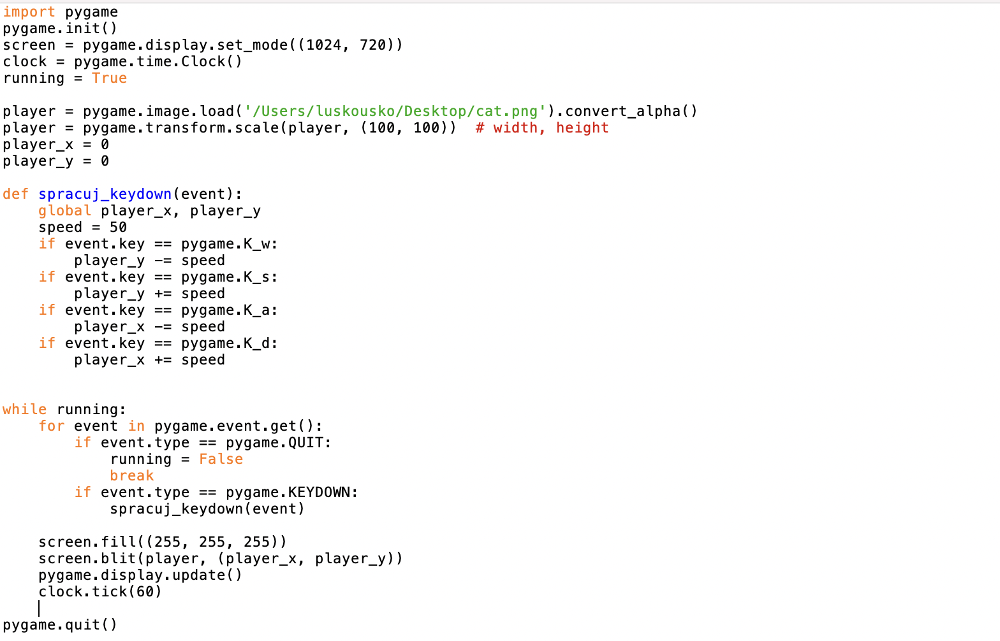 import pygame
pygame.init()
screen = pygame.display.set_mode((1024, 720))
clock = pygame.time.Clock()
running = True

player = pygame.image.load('/Users/luskousko/Desktop/cat.png').convert_alpha()
player = pygame.transform.scale(player, (100, 100))  # width, height
player_x = 0
player_y = 0

def spracuj_keydown(event):
    global player_x, player_y
    speed = 50
    if event.key == pygame.K_w:
        player_y -= speed
    if event.key == pygame.K_s:
        player_y += speed
    if event.key == pygame.K_a:
        player_x -= speed
    if event.key == pygame.K_d:
        player_x += speed


while running:
    for event in pygame.event.get():
        if event.type == pygame.QUIT:
            running = False
            break
        if event.type == pygame.KEYDOWN:
            spracuj_keydown(event)

    screen.fill((255, 255, 255))
    screen.blit(player, (player_x, player_y))
    pygame.display.update()
    clock.tick(60)

pygame.quit()